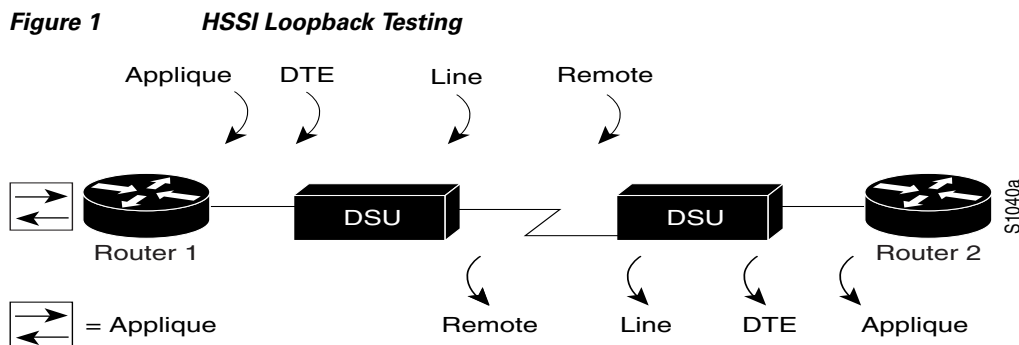 Figure 1 HSSI Loopback Testing
Applique DTE Line Remote
DSU DSU
Router 1 Router 2
S1040a
Remote Line DTE Applique
= Applique